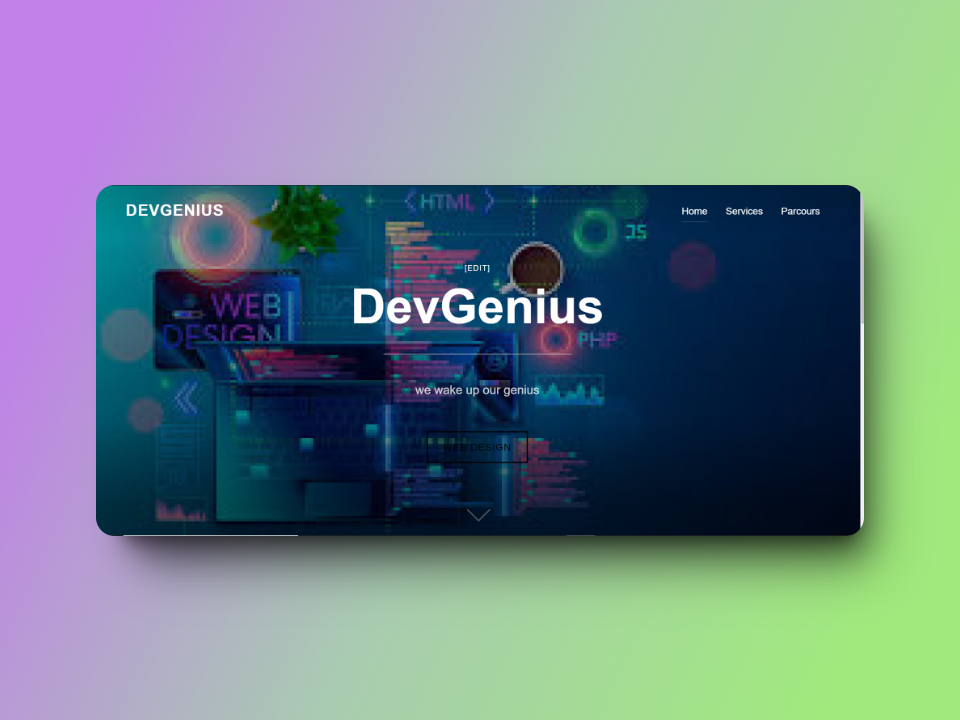 HTML
DEVGENIUS
Home Services Parcours
JS
[EDIT]
WEB
DevGenius
DESIGN
PHP
we wake up our genius
WEB DESIGN